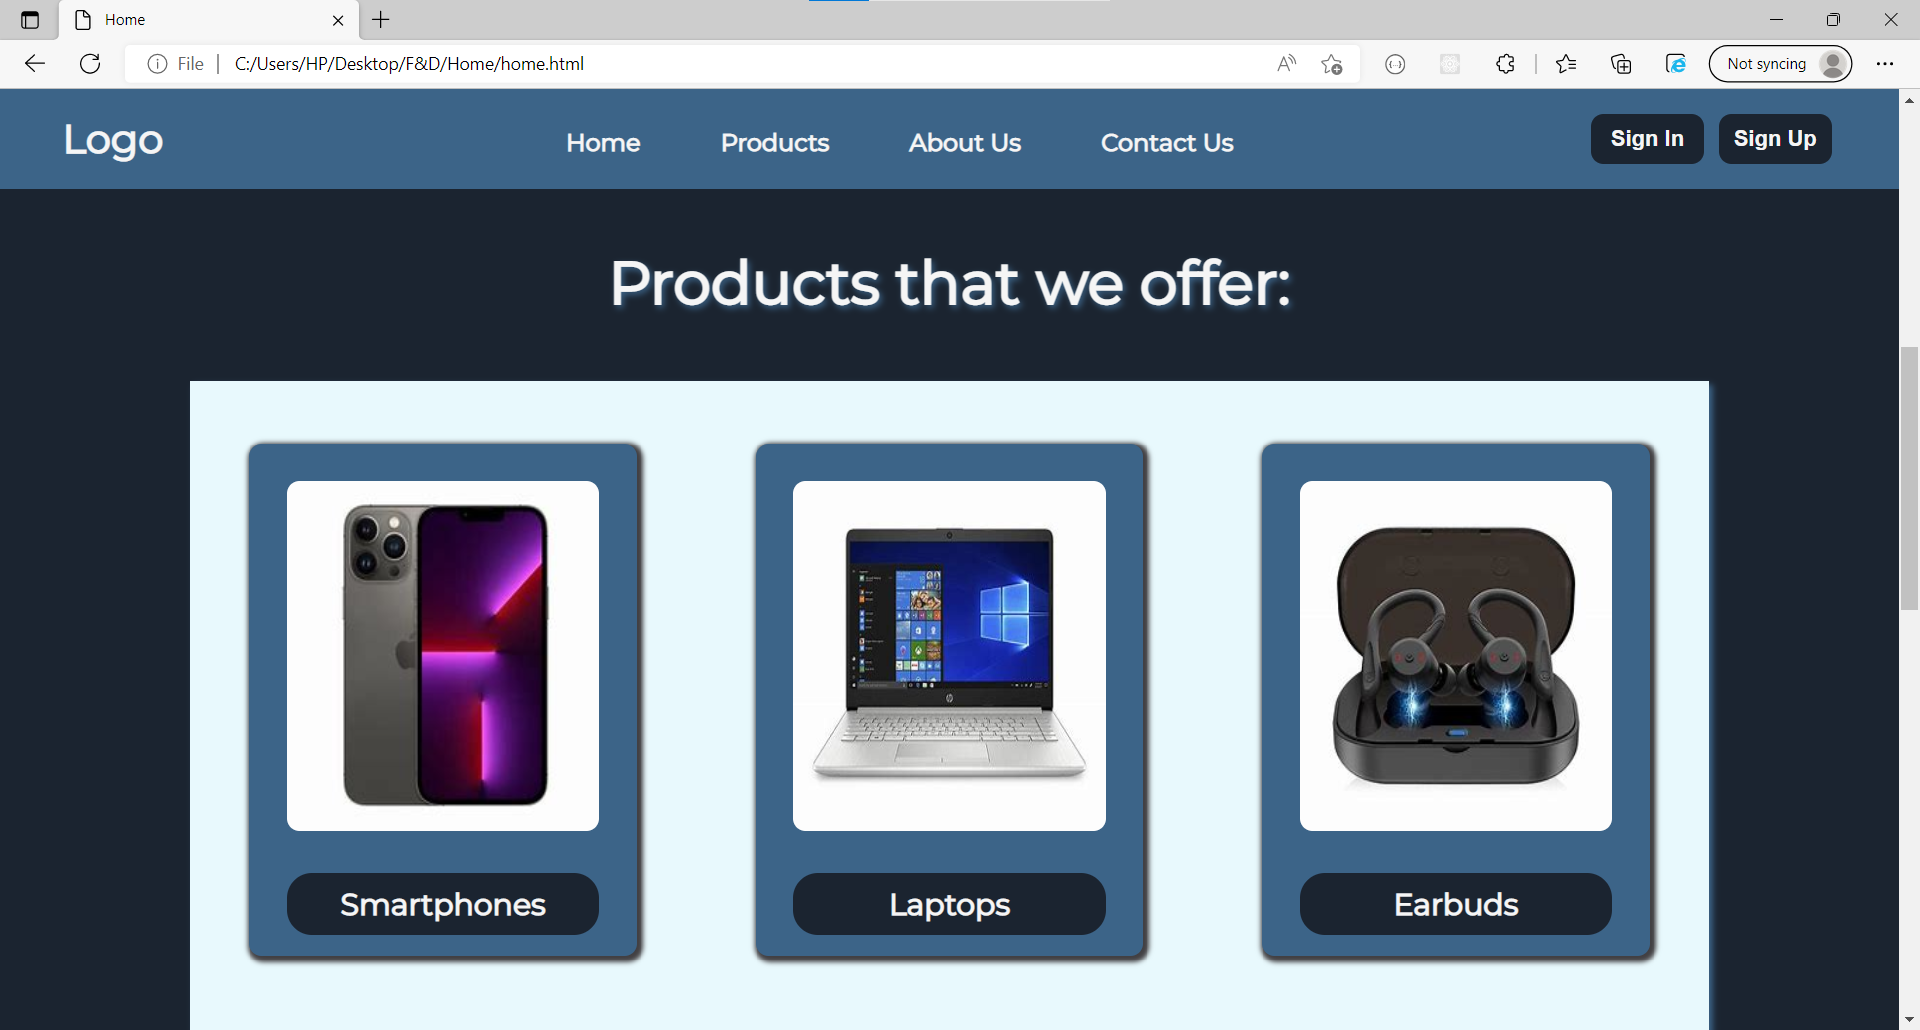 Home
File
C:/Users/HP/Desktop/F&D/Home/home.html
Not syncing
Logo
Home
Products
About Us
Contact Us
Sign In
Sign Up
Products that we offer:
Smartphones
Laptops
Earbuds